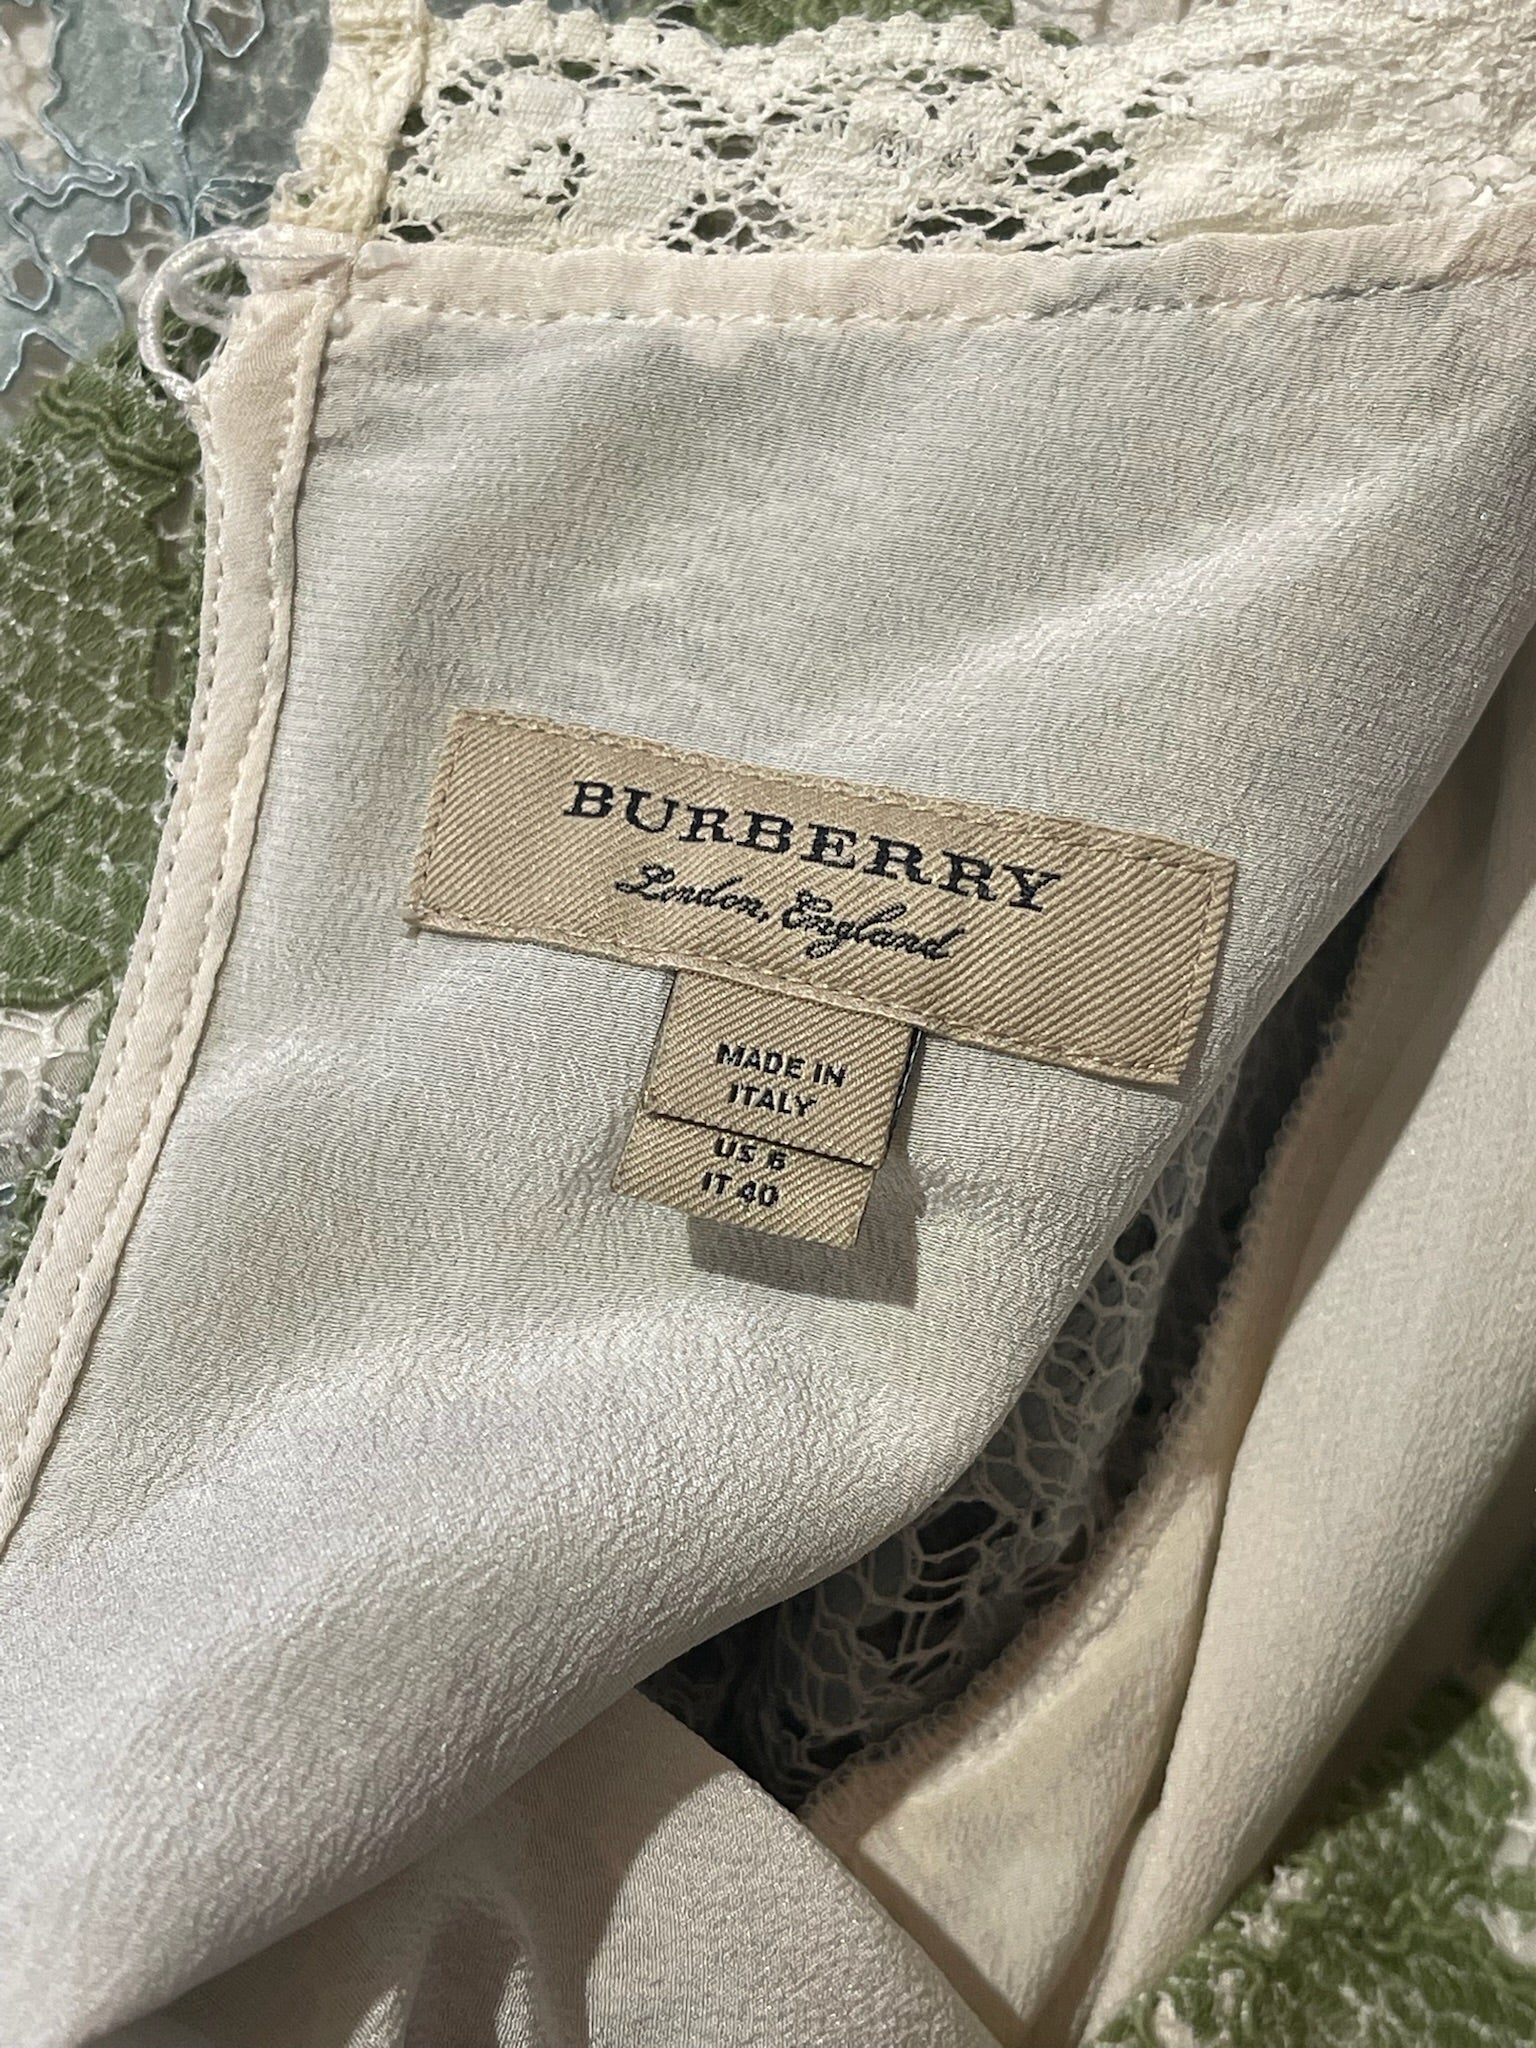 BURBERRY
London, England
MADE IN
ITALY
US 6
IT 40